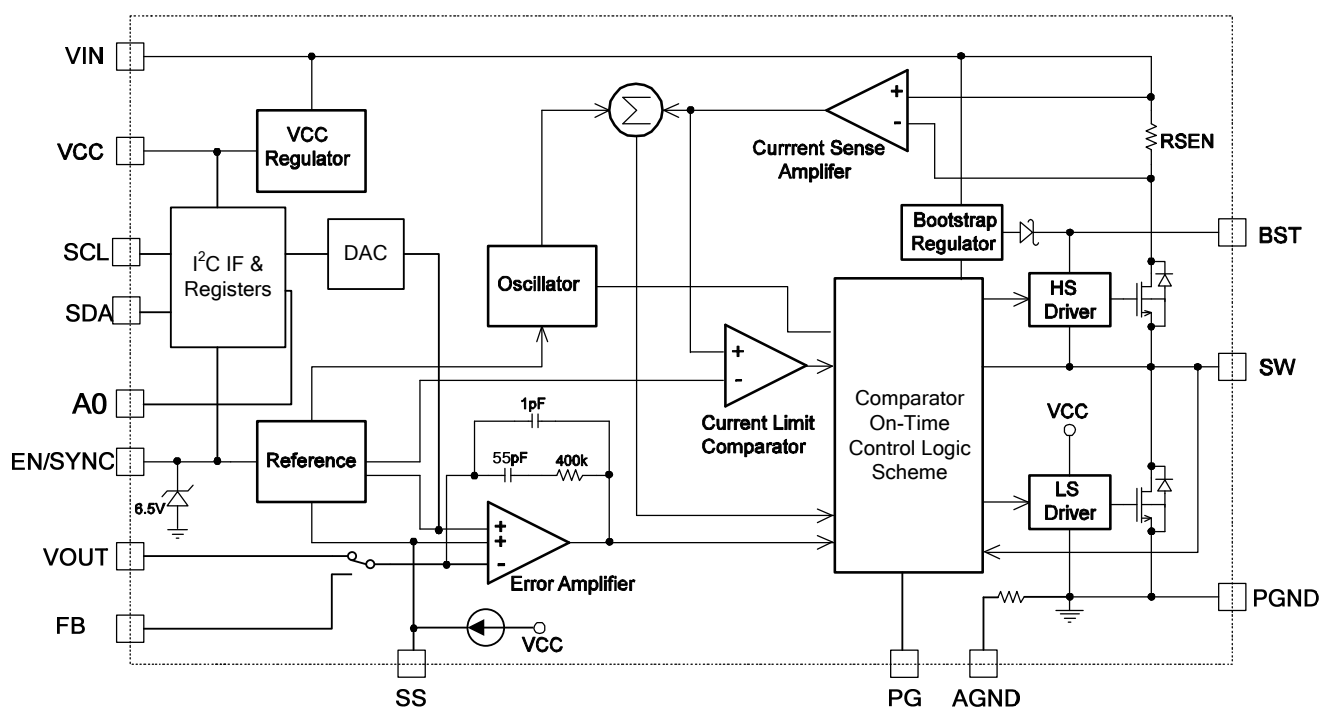 VIN
VCC
Regulator
Σ
+
-
Currrent Sense
Amplifer
RSEN
VCC
SCL
I²C IF &
Registers
DAC
SDA
Oscillator
Bootstrap
Regulator
BST
HS
Driver
A0
+
-
Current Limit
Comparator
Comparator
On-Time
Control Logic
Scheme
SW
VCC
1pF
EN/SYNC
Reference
55pF
400k
LS
Driver
6.5V
VOUT
+
+
-
Error Amplifier
FB
VCC
PGND
SS
PG
AGND